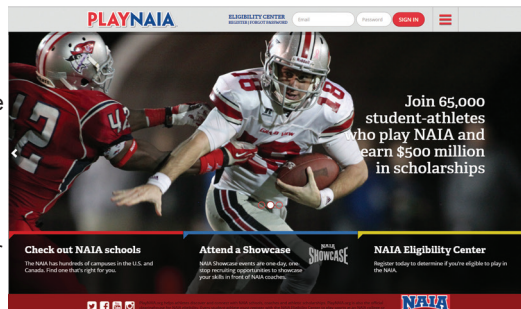 PLAYNAIA
ELIGIBILITY CENTER
REGISTER | FORGOT PASSWORD
Email
Password
SIGN IN
42
18
18
Join 65,000
student-athletes
who play NAIA and
earn $500 million
in scholarships
Check out NAIA schools
The NAIA has hundreds of campuses in the U.S. and
Canada. Find one that's right for you.
Attend a Showcase
NAIA Showcase events are one-day, one-
stop recruiting opportunities to showcase
your skills in front of NAIA coaches.
NAIA
SHOWCASE
NAIA Eligibility Center
Register today to determine if you're eligible to play in
the NAIA.
NAIA